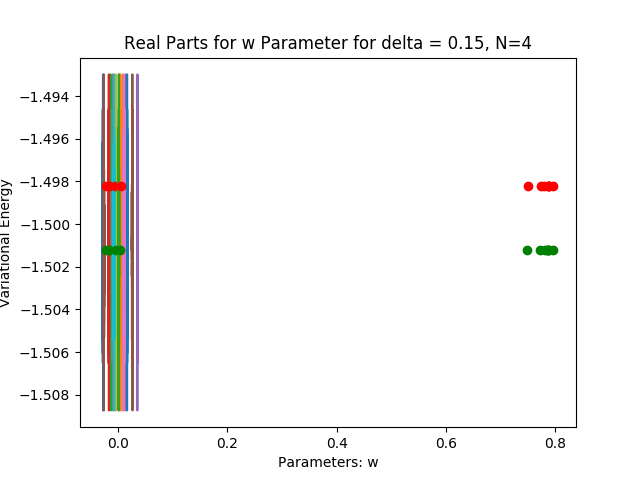 Real Parts for w Parameter for delta = 0.15, N=4
−1.494
−1.496
−1.498
−1.500
−1.502
−1.504
−1.506
−1.508
Variational Energy
0.0 0.2 0.4 0.6 0.8
Parameters: w